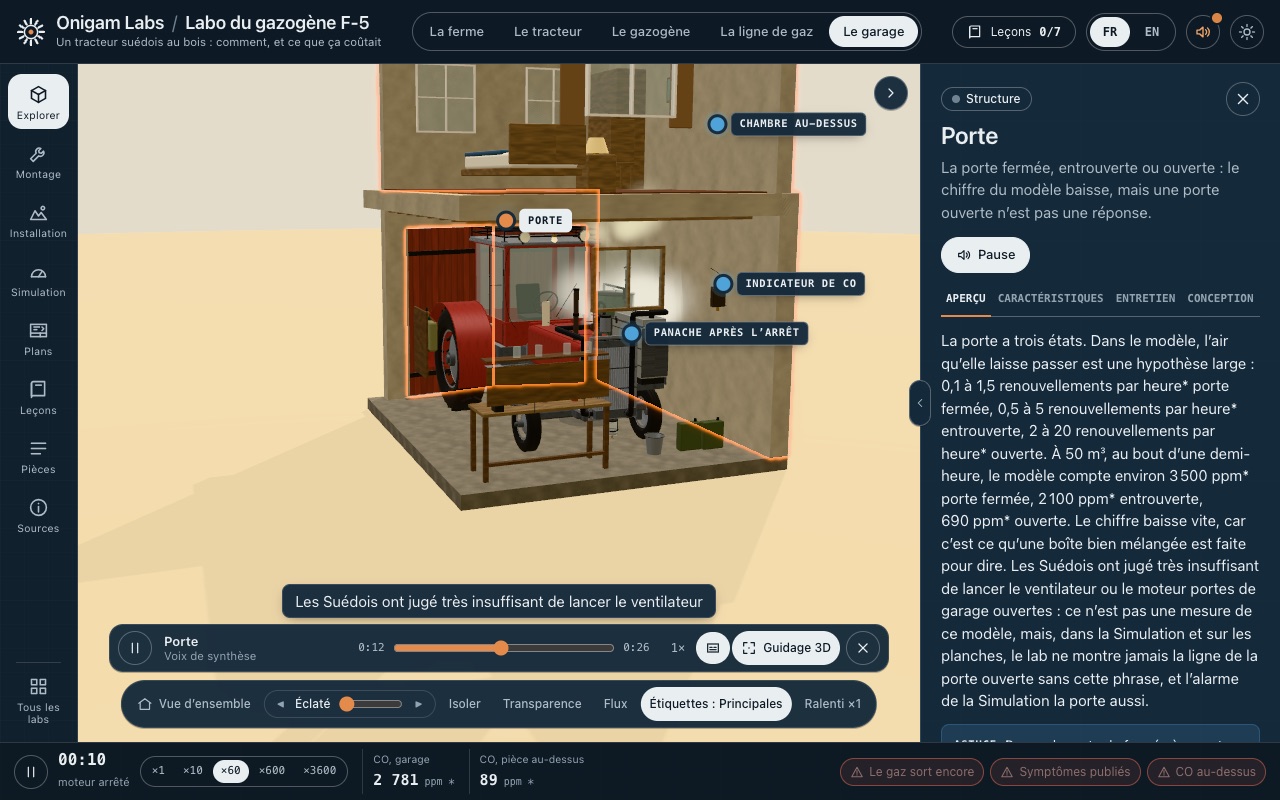 Onigam Labs / Labo du gazogène F-5
Un tracteur suédois au bois : comment, et ce que ça coûtait
La ferme
Le tracteur
Le gazogène
La ligne de gaz
Le garage
Leçons 0/7
FR
EN
Explorer
Montage
Installation
Simulation
Plans
Leçons
Pièces
Sources
Tous les
labs
CHAMBRE AU-DESSUS
PORTE
INDICATEUR DE CO
PANACHE APRÈS L’ARRÊT
Structure
Porte
La porte fermée, entrouverte ou ouverte : le
chiffre du modèle baisse, mais une porte
ouverte n’est pas une réponse.
Pause
APERÇU
CARACTÉRISTIQUES
ENTRETIEN
CONCEPTION
La porte a trois états. Dans le modèle, l’air
qu’elle laisse passer est une hypothèse large :
0,1 à 1,5 renouvellements par heure* porte
fermée, 0,5 à 5 renouvellements par heure*
entrouverte, 2 à 20 renouvellements par
heure* ouverte. À 50 m³, au bout d’une demi-
heure, le modèle compte environ 3 500 ppm*
porte fermée, 2 100 ppm* entrouverte,
690 ppm* ouverte. Le chiffre baisse vite, car
c’est ce qu’une boîte bien mélangée est faite
pour dire. Les Suédois ont jugé très insuffisant
de lancer le ventilateur ou le moteur portes de
garage ouvertes : ce n’est pas une mesure de
ce modèle, mais, dans la Simulation et sur les
planches, le lab ne montre jamais la ligne de la
porte ouverte sans cette phrase, et l’alarme
de la Simulation la porte aussi.
Les Suédois ont jugé très insuffisant de lancer le ventilateur
Porte
Voix de synthèse
0:12
0:26
1×
Guidage 3D
Vue d’ensemble
Éclaté
Isoler
Transparence
Flux
Étiquettes : Principales
Ralenti ×1
00:10
moteur arrêté
×1
×10
×60
×600
×3600
CO, garage
2 781 ppm *
CO, pièce au-dessus
89 ppm *
Le gaz sort encore
Symptômes publiés
CO au-dessus